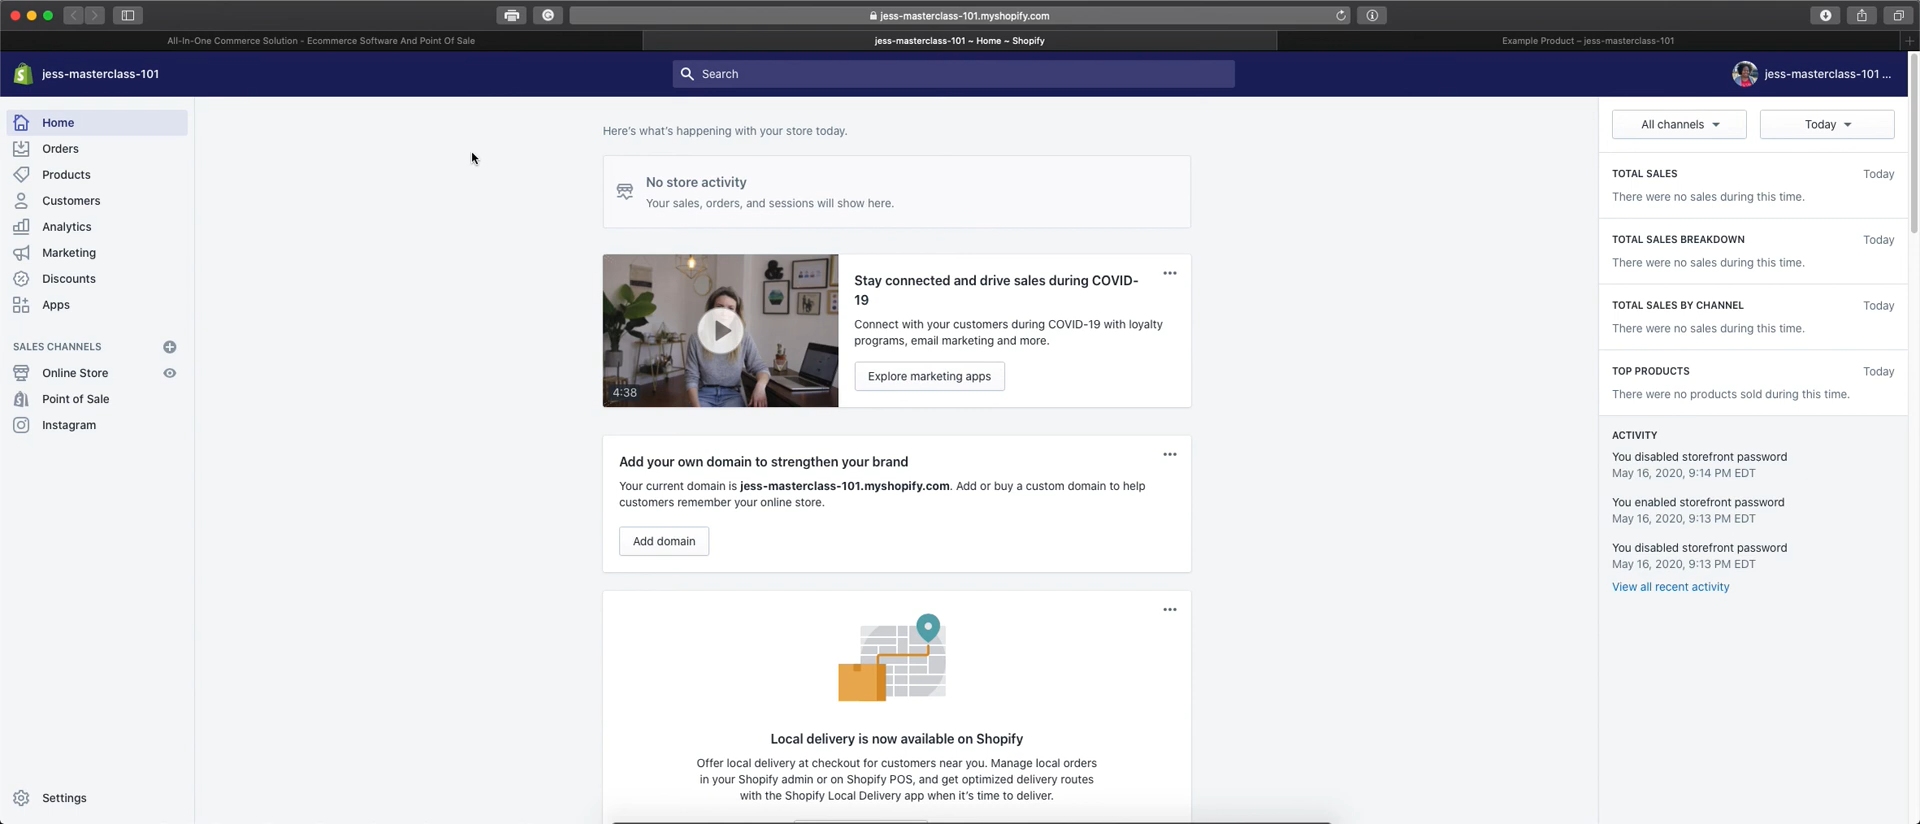 jess-masterclass-101.myshopify.com
All-In-One Commerce Solution - Ecommerce Software And Point Of Sale
jess-masterclass-101 ~ Home ~ Shopify
Example Product – jess-masterclass-101
jess-masterclass-101
Search
jess-masterclass-101 ...
Home
Orders
Products
Customers
Analytics
Marketing
Discounts
Apps
SALES CHANNELS
Online Store
Point of Sale
Instagram
Settings
Here's what's happening with your store today.
No store activity
Your sales, orders, and sessions will show here.
4:38
Stay connected and drive sales during COVID-
19
Connect with your customers during COVID-19 with loyalty
programs, email marketing and more.
Explore marketing apps
Add your own domain to strengthen your brand
Your current domain is jess-masterclass-101.myshopify.com. Add or buy a custom domain to help
customers remember your online store.
Add domain
Local delivery is now available on Shopify
Offer local delivery at checkout for customers near you. Manage local orders
in your Shopify admin or on Shopify POS, and get optimized delivery routes
with the Shopify Local Delivery app when it's time to deliver.
All channels
Today
TOTAL SALES Today
There were no sales during this time.
TOTAL SALES BREAKDOWN Today
There were no sales during this time.
TOTAL SALES BY CHANNEL Today
There were no sales during this time.
TOP PRODUCTS Today
There were no products sold during this time.
ACTIVITY
You disabled storefront password
May 16, 2020, 9:14 PM EDT
You enabled storefront password
May 16, 2020, 9:13 PM EDT
You disabled storefront password
May 16, 2020, 9:13 PM EDT
View all recent activity